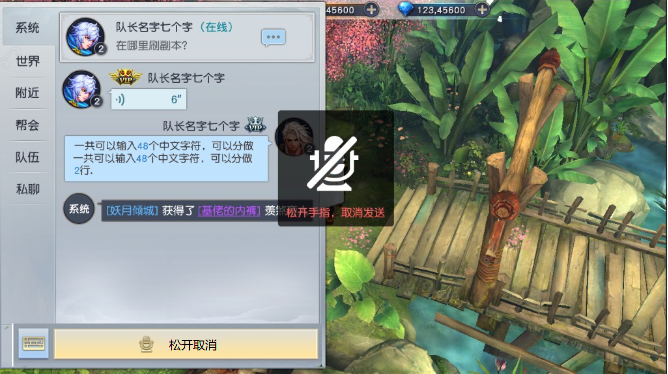 系统
世界
附近
帮会
队伍
私聊
队长名字七个字（在线）
在哪里刷副本？
2
VIP 队长名字七个字
6"
2
队长名字七个字 VIP
一共可以输入48个中文字符，可以分做
一共可以输入48个中文字符，可以分做
2行.
系统 [妖月倾城] 获得了 [基佬的内裤] 羡
松开手指，取消发送
松开取消
45600
123,45600